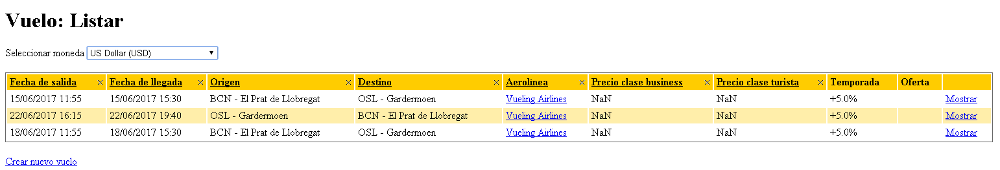 Vuelo: Listar
Seleccionar moneda US Dollar (USD)
Fecha de salida Fecha de llegada Origen Destino Aerolínea Precio clase business Precio clase turista Temporada Oferta
15/06/2017 11:55 15/06/2017 15:30 BCN - El Prat de Llobregat OSL - Gardermoen Vueling Airlines NaN NaN +5.0% Mostrar
22/06/2017 16:15 22/06/2017 19:40 OSL - Gardermoen BCN - El Prat de Llobregat Vueling Airlines NaN NaN +5.0% Mostrar
18/06/2017 11:55 18/06/2017 15:30 BCN - El Prat de Llobregat OSL - Gardermoen Vueling Airlines NaN NaN +5.0% Mostrar
Crear nuevo vuelo